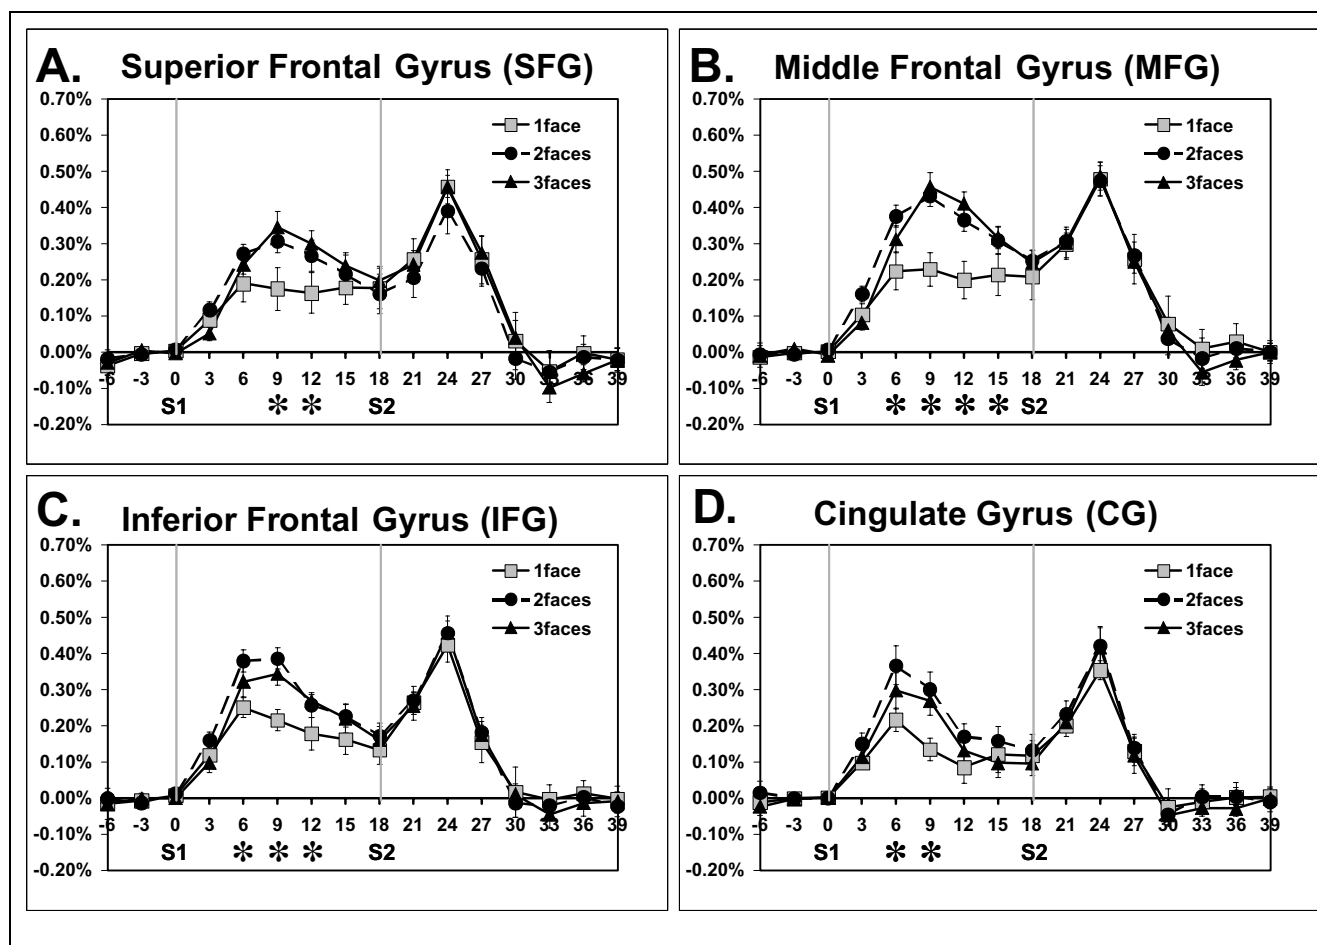 A. Superior Frontal Gyrus (SFG)
0.70%
0.60%
0.50%
0.40%
0.30%
0.20%
0.10%
0.00%
-0.10%
-0.20%
1face
2faces
3faces
-6 -3 0 3 6 9 12 15 18 21 24 27 30 33 36 39
S1 * * S2
B. Middle Frontal Gyrus (MFG)
0.70%
0.60%
0.50%
0.40%
0.30%
0.20%
0.10%
0.00%
-0.10%
-0.20%
1face
2faces
3faces
-6 -3 0 3 6 9 12 15 18 21 24 27 30 33 36 39
S1 * * * * S2
C. Inferior Frontal Gyrus (IFG)
0.70%
0.60%
0.50%
0.40%
0.30%
0.20%
0.10%
0.00%
-0.10%
-0.20%
1face
2faces
3faces
-6 -3 0 3 6 9 12 15 18 21 24 27 30 33 36 39
S1 * * * S2
D. Cingulate Gyrus (CG)
0.70%
0.60%
0.50%
0.40%
0.30%
0.20%
0.10%
0.00%
-0.10%
-0.20%
1face
2faces
3faces
-6 -3 0 3 6 9 12 15 18 21 24 27 30 33 36 39
S1 * * S2